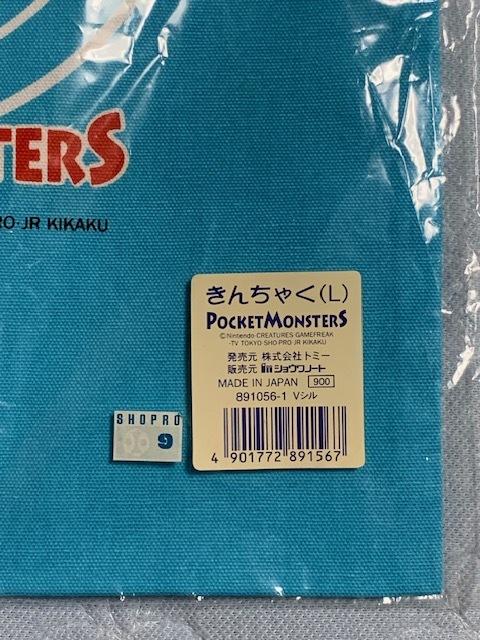 TERS
JR KIKAKU
きんちゃく(L)
POCKETMONSTERS
©Nintendo・CREATURES・GAMEFREAK
・TV TOKYO・SHO-PRO・JR KIKAKU
発売元 株式会社トミー
販売元 ショウワノート
MADE IN JAPAN 900
891056-1 Vシル
4 901772 891567
SHOPRO
9